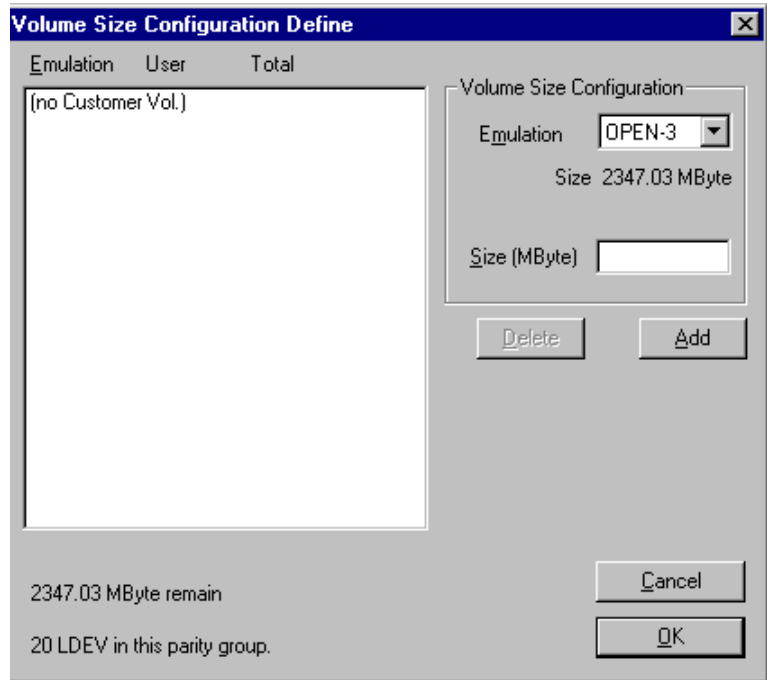 Volume Size Configuration Define
Emulation User Total
(no Customer Vol.)
Volume Size Configuration
Emulation OPEN-3
Size 2347.03 MByte
Size (MByte)
Delete Add
2347.03 MByte remain
20 LDEV in this parity group.
Cancel
OK